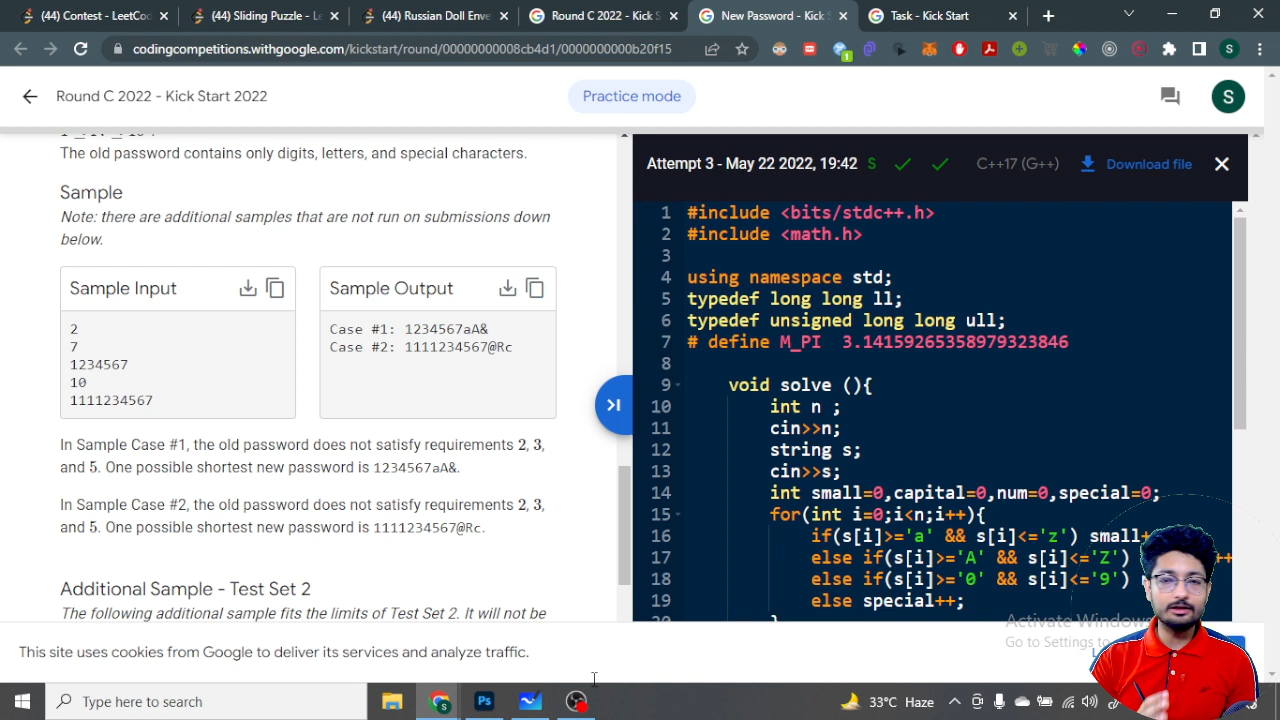 (44) Contest - LeetCod
(44) Sliding Puzzle - Le
(44) Russian Doll Enve
Round C 2022 - Kick S
New Password - Kick S
Task - Kick Start
codingcompetitions.withgoogle.com/kickstart/round/00000000008cb4d1/0000000000b20f15
Round C 2022 - Kick Start 2022
Practice mode
S
The old password contains only digits, letters, and special characters.
Sample
Note: there are additional samples that are not run on submissions down
below.
Sample Input
2
7
1234567
10
1111234567
Sample Output
Case #1: 1234567aA&
Case #2: 1111234567@Rc
In Sample Case #1, the old password does not satisfy requirements 2, 3,
and 5. One possible shortest new password is 1234567aA&.
In Sample Case #2, the old password does not satisfy requirements 2, 3,
and 5. One possible shortest new password is 1111234567@Rc.
Additional Sample - Test Set 2
The following additional sample fits the limits of Test Set 2. It will not be
Attempt 3 - May 22 2022, 19:42 S C++17 (G++) Download file
1 #include <bits/stdc++.h>
2 #include <math.h>
3
4 using namespace std;
5 typedef long long ll;
6 typedef unsigned long long ull;
7 # define M_PI 3.14159265358979323846
8
9 void solve (){
10 int n ;
11 cin>>n;
12 string s;
13 cin>>s;
14 int small=0,capital=0,num=0,special=0;
15 for(int i=0;i<n;i++){
16 if(s[i]>='a' && s[i]<='z') small+
17 else if(s[i]>='A' && s[i]<='Z') ++
18 else if(s[i]>='0' && s[i]<='9')
19 else special++;
}
Activate Windows
Go to Settings to
This site uses cookies from Google to deliver its services and analyze traffic.
Type here to search
Ps
33°C Haze